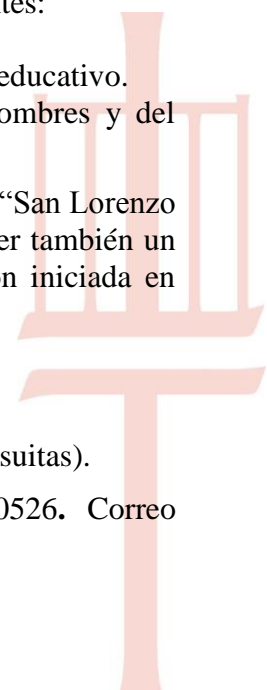 tes:
educativo.
ombres y del
“San Lorenzo
er también un
n iniciada en
suitas).
0526. Correo